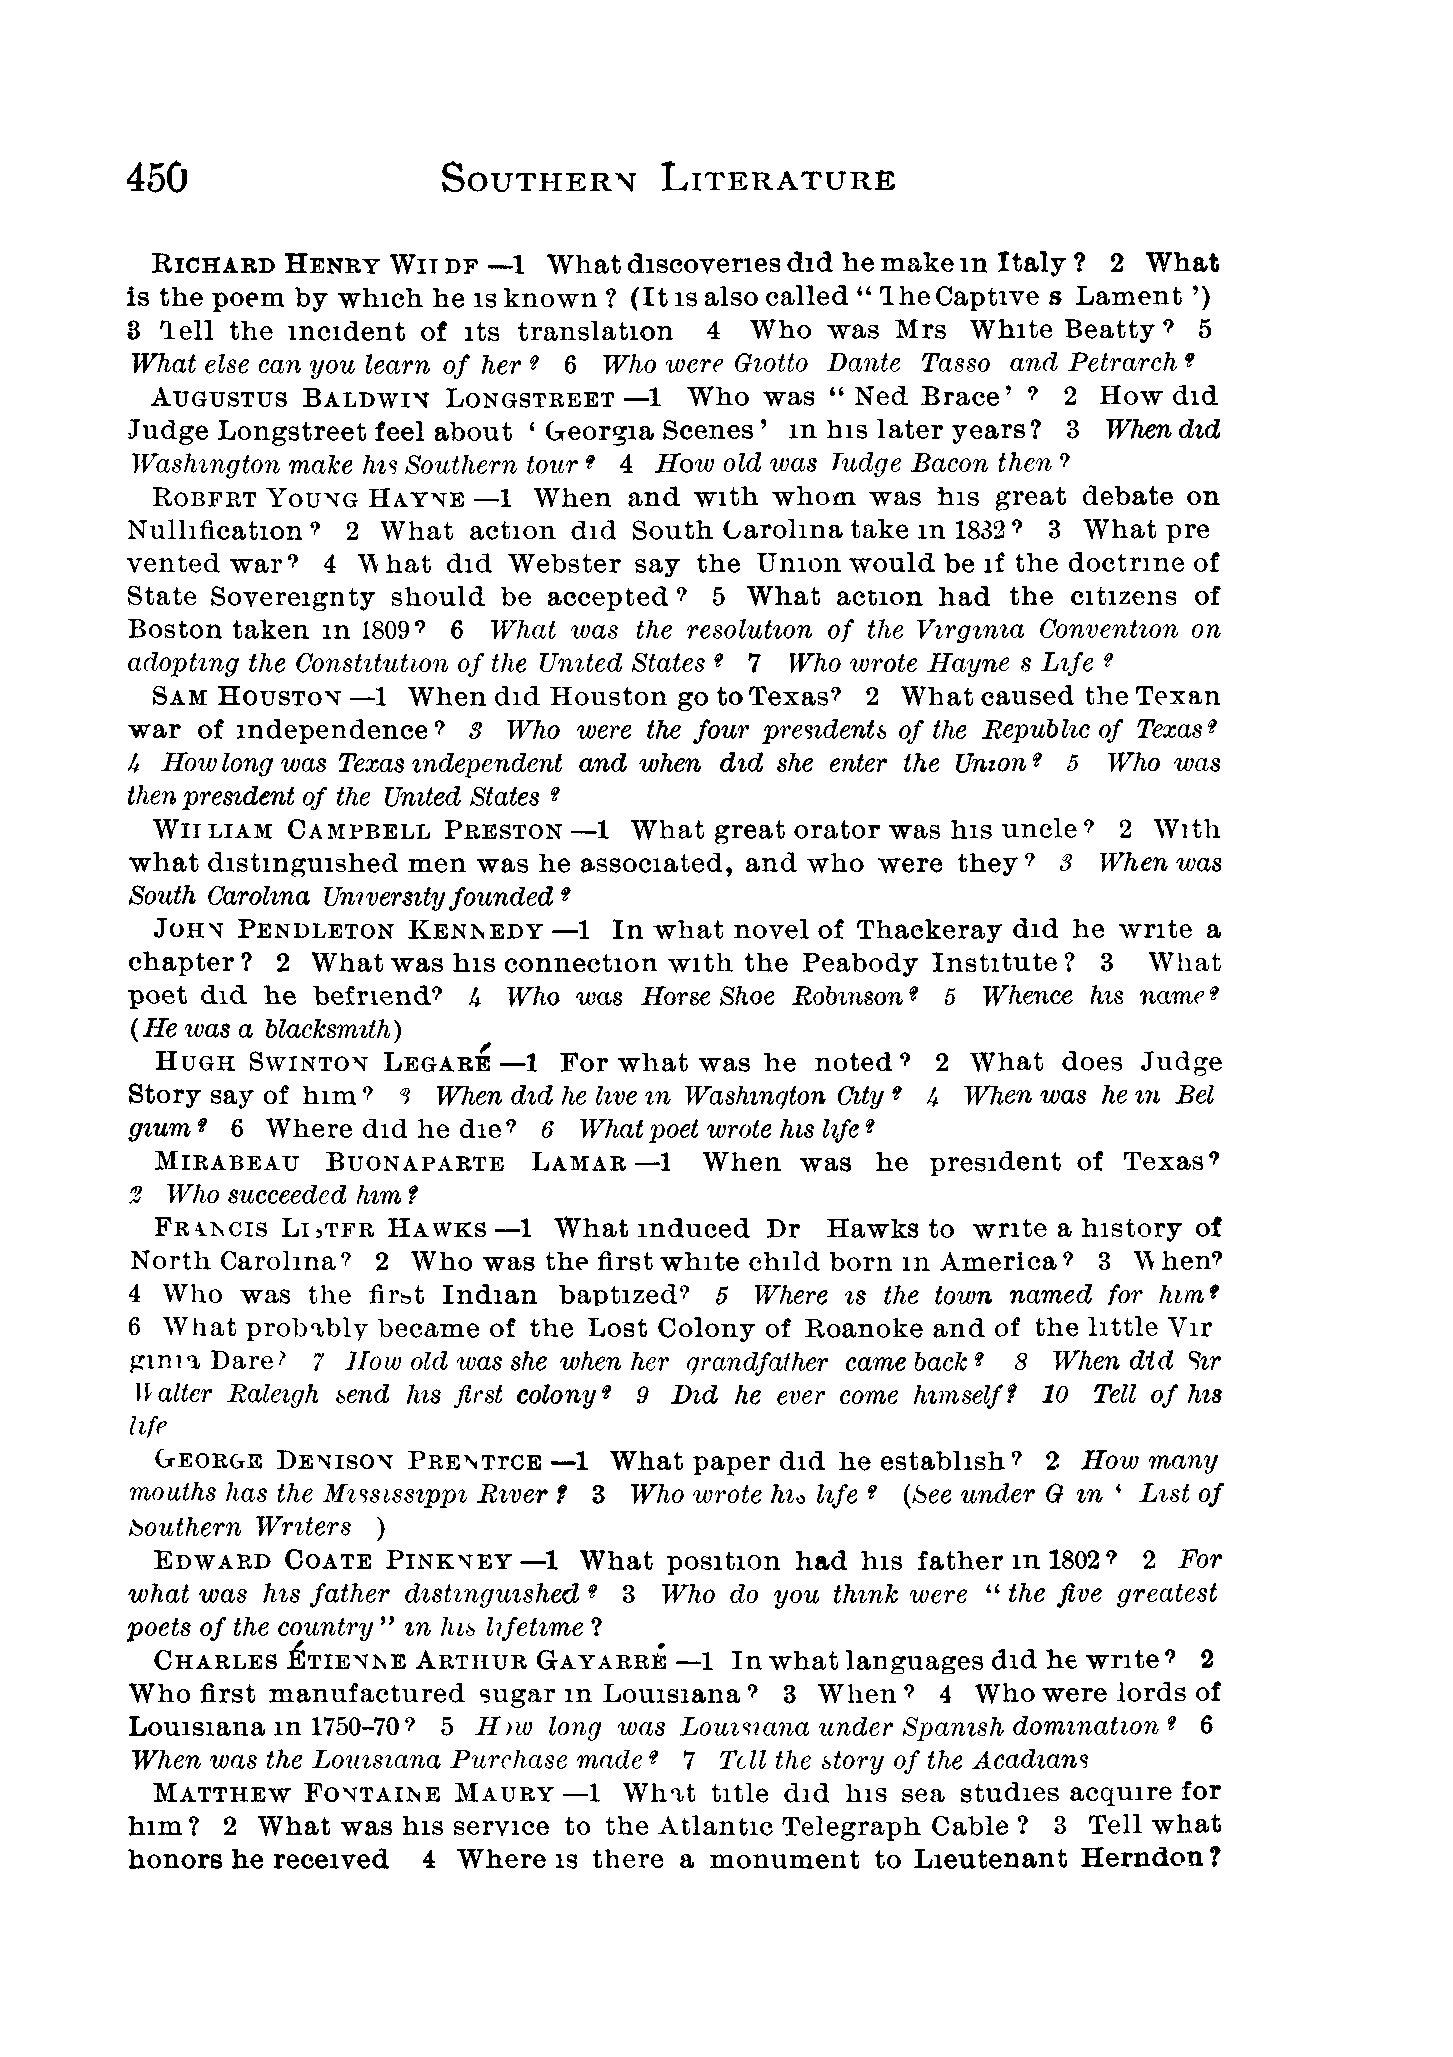 450 SOUTHERN LITERATURE
RICHARD HENRY WILDE —1 What discoveries did he make in Italy? 2 What
is the poem by which he is known? (It is also called “The Captive s Lament ’)
3 Tell the incident of its translation 4 Who was Mrs White Beatty? 5
What else can you learn of her? 6 Who were Giotto Dante Tasso and Petrarch?
AUGUSTUS BALDWIN LONGSTREET —1 Who was “Ned Brace’? 2 How did
Judge Longstreet feel about ‘Georgia Scenes’ in his later years? 3 When did
Washington make his Southern tour? 4 How old was Judge Bacon then?
ROBERT YOUNG HAYNE —1 When and with whom was his great debate on
Nullification? 2 What action did South Carolina take in 1832? 3 What pre
vented war? 4 What did Webster say the Union would be if the doctrine of
State Sovereignty should be accepted? 5 What action had the citizens of
Boston taken in 1809? 6 What was the resolution of the Virginia Convention on
adopting the Constitution of the United States? 7 Who wrote Hayne s Life?
SAM HOUSTON —1 When did Houston go to Texas? 2 What caused the Texan
war of independence? 3 Who were the four presidents of the Republic of Texas?
4 How long was Texas independent and when did she enter the Union? 5 Who was
then president of the United States?
WILLIAM CAMPBELL PRESTON —1 What great orator was his uncle? 2 With
what distinguished men was he associated, and who were they? 3 When was
South Carolina University founded?
JOHN PENDLETON KENNEDY —1 In what novel of Thackeray did he write a
chapter? 2 What was his connection with the Peabody Institute? 3 What
poet did he befriend? 4 Who was Horse Shoe Robinson? 5 Whence his name?
(He was a blacksmith)
HUGH SWINTON LEGARÉ —1 For what was he noted? 2 What does Judge
Story say of him? 3 When did he live in Washington City? 4 When was he in Bel
gium? 6 Where did he die? 6 What poet wrote his life?
MIRABEAU BUONAPARTE LAMAR —1 When was he president of Texas?
2 Who succeeded him?
FRANCIS LISTER HAWKS —1 What induced Dr Hawks to write a history of
North Carolina? 2 Who was the first white child born in America? 3 When?
4 Who was the first Indian baptized? 5 Where is the town named for him?
6 What probably became of the Lost Colony of Roanoke and of the little Vir
ginia Dare? 7 How old was she when her grandfather came back? 8 When did Sir
Walter Raleigh send his first colony? 9 Did he ever come himself? 10 Tell of his
life
GEORGE DENISON PRENTICE —1 What paper did he establish? 2 How many
mouths has the Mississippi River? 3 Who wrote his life? (See under G in ‘ List of
Southern Writers )
EDWARD COATE PINKNEY —1 What position had his father in 1802? 2 For
what was his father distinguished? 3 Who do you think were “the five greatest
poets of the country” in his lifetime?
CHARLES ÉTIENNE ARTHUR GAYARRÉ —1 In what languages did he write? 2
Who first manufactured sugar in Louisiana? 3 When? 4 Who were lords of
Louisiana in 1750–70? 5 How long was Louisiana under Spanish domination? 6
When was the Louisiana Purchase made? 7 Tell the story of the Acadians
MATTHEW FONTAINE MAURY —1 What title did his sea studies acquire for
him? 2 What was his service to the Atlantic Telegraph Cable? 3 Tell what
honors he received 4 Where is there a monument to Lieutenant Herndon?